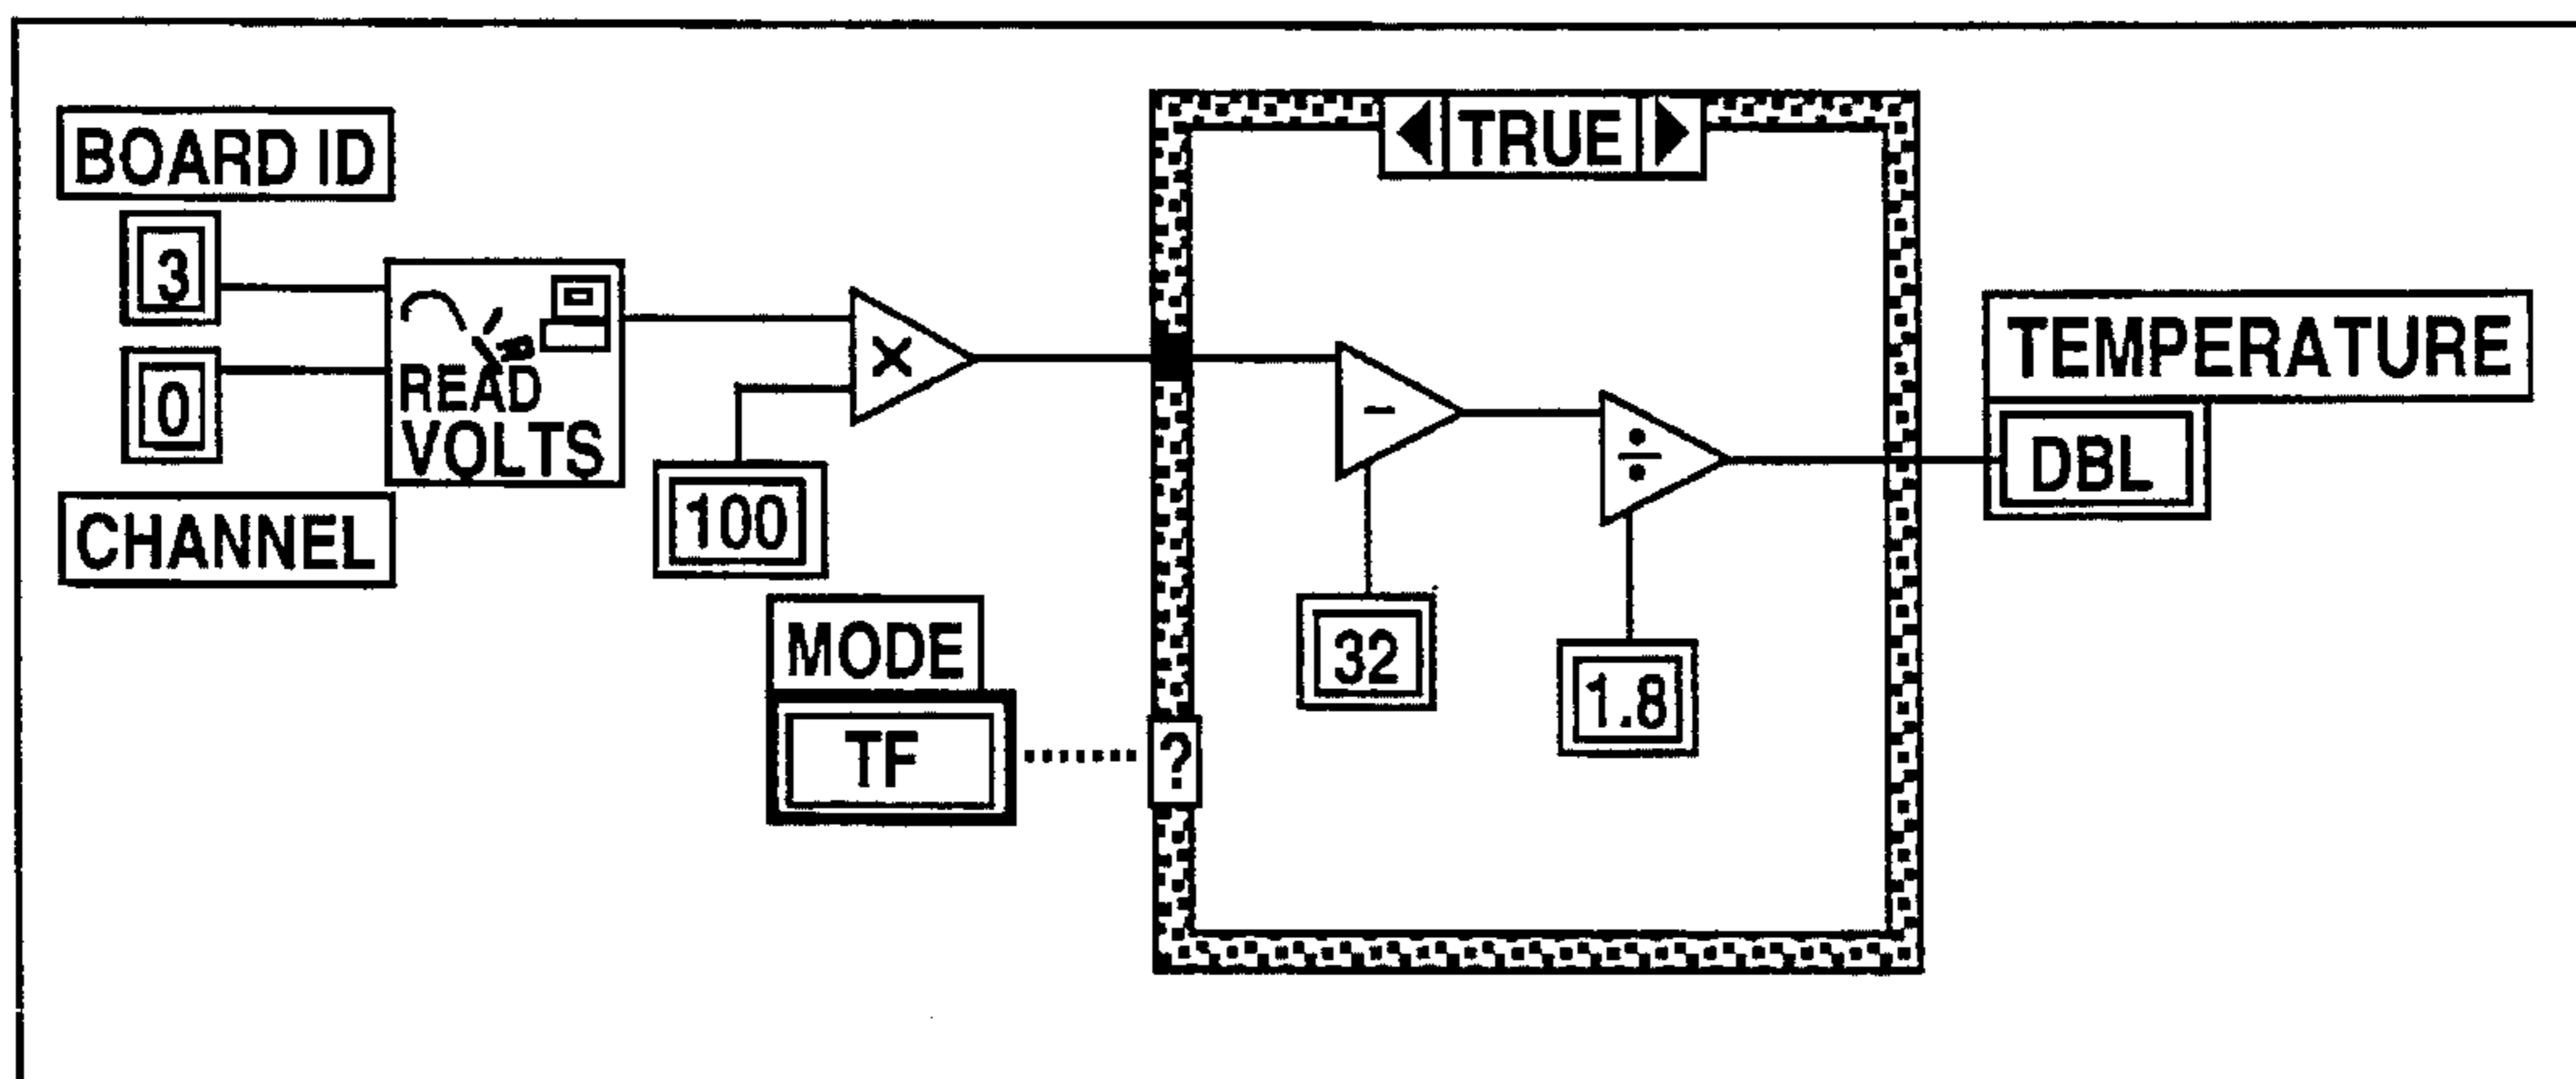 BOARD ID
3
0
CHANNEL
READ
VOLTS
×
100
MODE
TF
?
TRUE
-
32
÷
1.8
TEMPERATURE
DBL